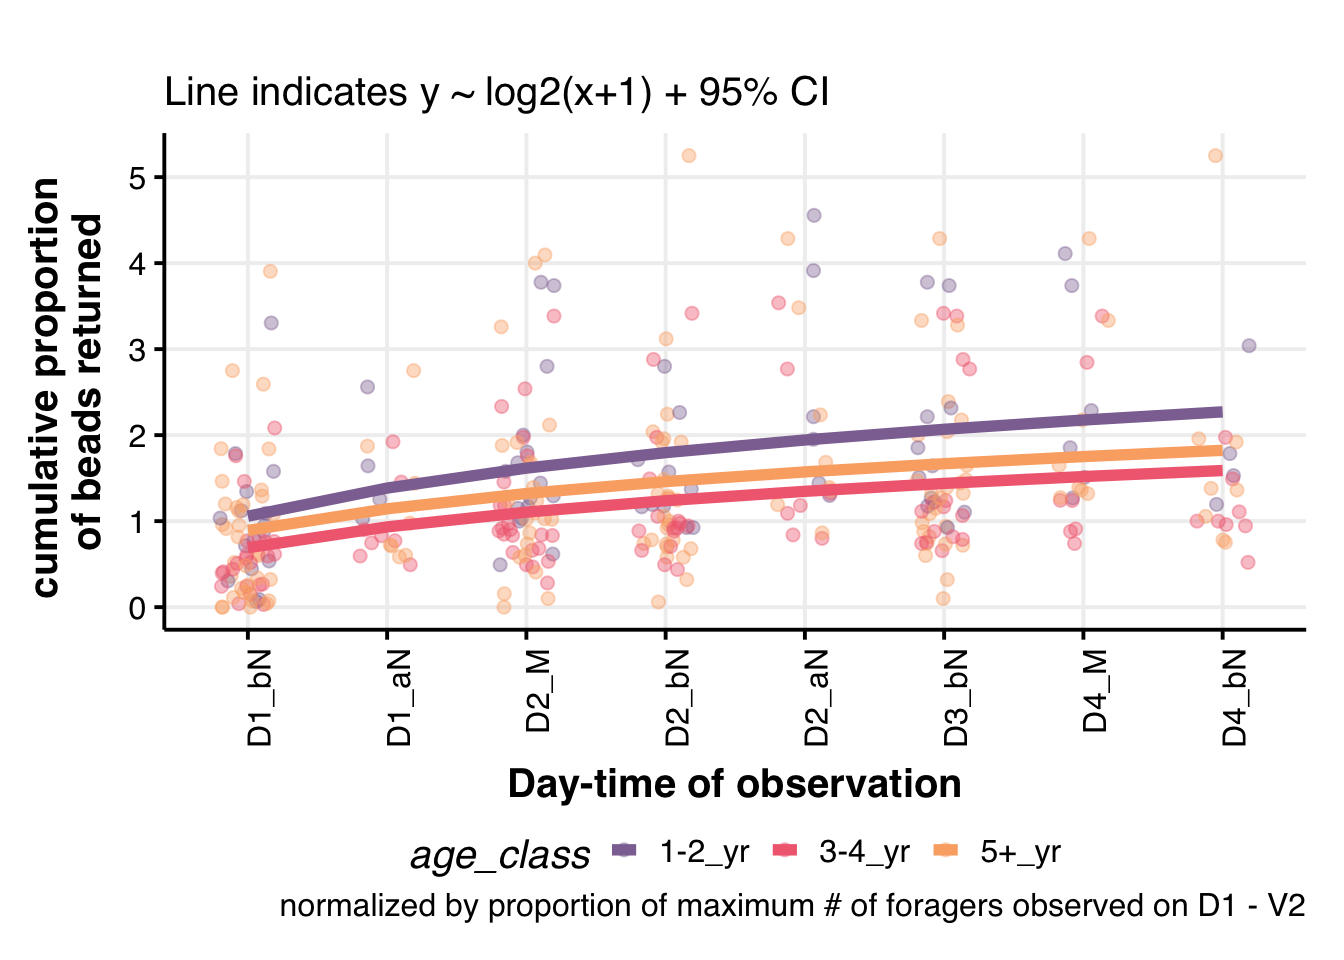 Line indicates y ~ log2(x+1) + 95% CI
cumulative proportion
of beads returned
5
4
3
2
1
0
D1_bN
D1_aN
D2_M
D2_bN
D2_aN
D3_bN
D4_M
D4_bN
Day-time of observation
age_class 1-2_yr 3-4_yr 5+_yr
normalized by proportion of maximum # of foragers observed on D1 - V2